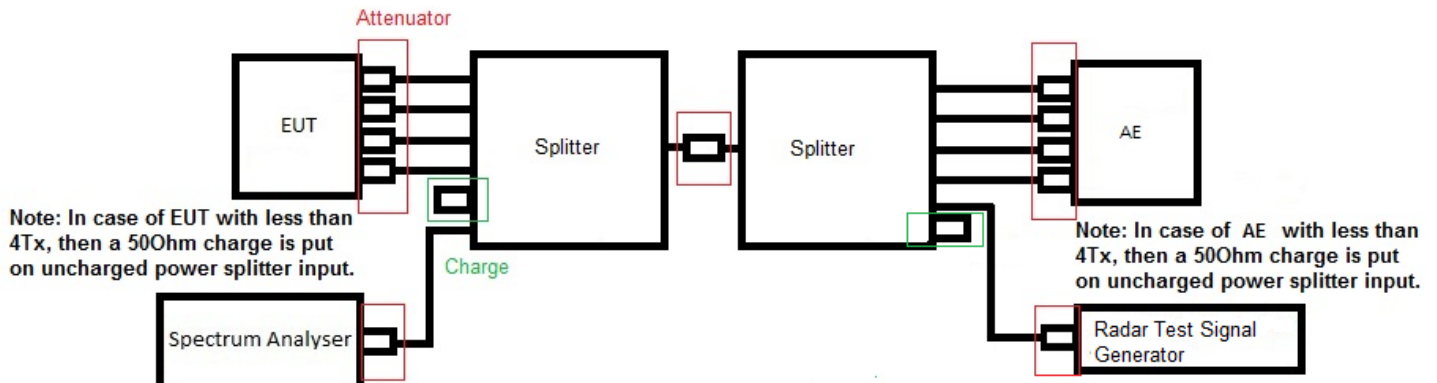 Attenuator
EUT
Splitter
Splitter
AE
Note: In case of EUT with less than
4Tx, then a 50Ohm charge is put
on uncharged power splitter input.
Charge
Note: In case of AE with less than
4Tx, then a 50Ohm charge is put
on uncharged power splitter input.
Spectrum Analyser
Radar Test Signal
Generator